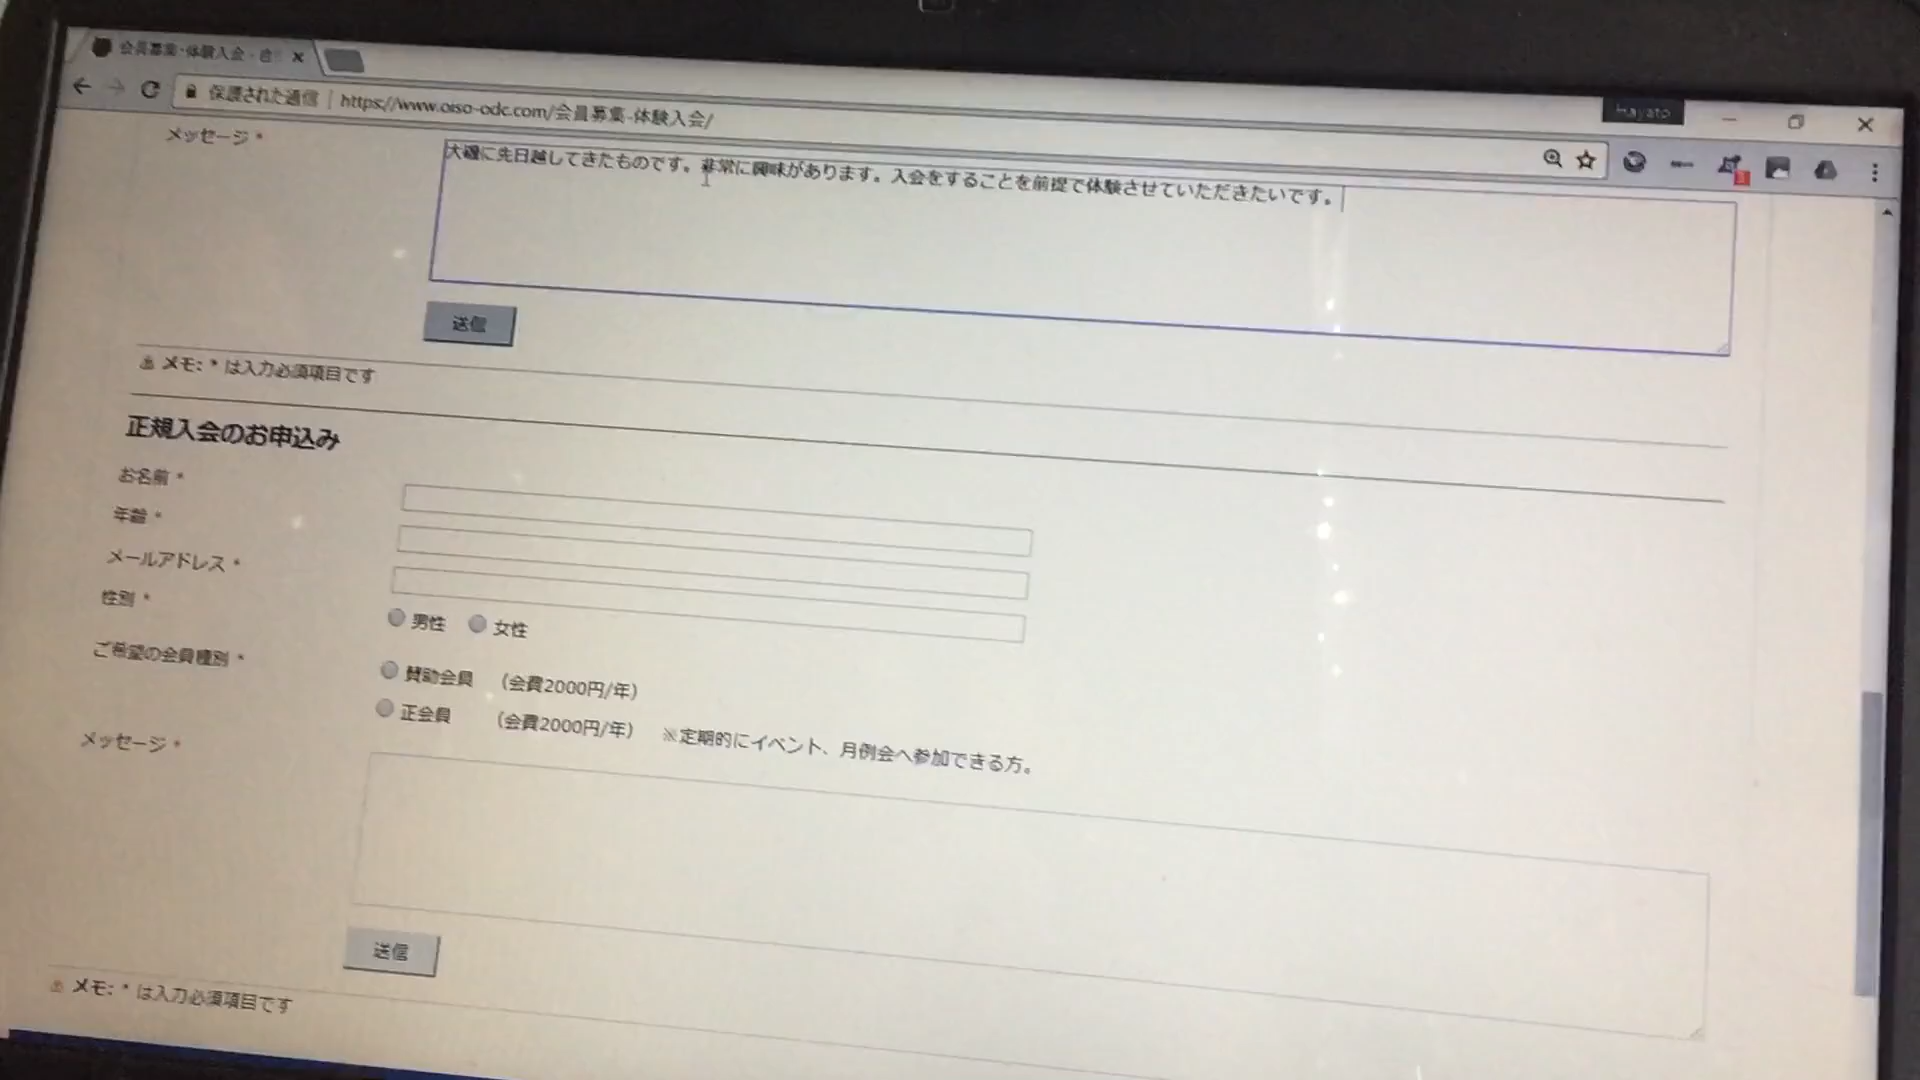 会員募集・体験入会 - 
Hayato
保護された通信 | https://www.oiso-odc.com/会員募集-体験入会/
メッセージ *
大磯に先日越してきたものです。非常に興味があります。入会をすることを前提で体験させていただきたいです。
送信
メモ: * は入力必須項目です
正規入会のお申込み
お名前 *
年齢 *
メールアドレス *
性別 *
男性 女性
ご希望の会員種別 *
賛助会員 （会費2000円/年）
正会員 （会費2000円/年） ※定期的にイベント、月例会へ参加できる方。
メッセージ *
送信
メモ: * は入力必須項目です